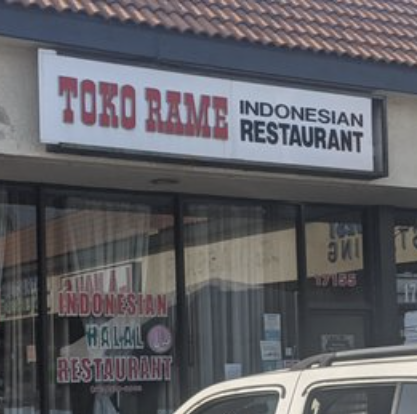 TOKO RAME INDONESIAN
RESTAURANT
INDONESIAN
HALAL
RESTAURANT
17155